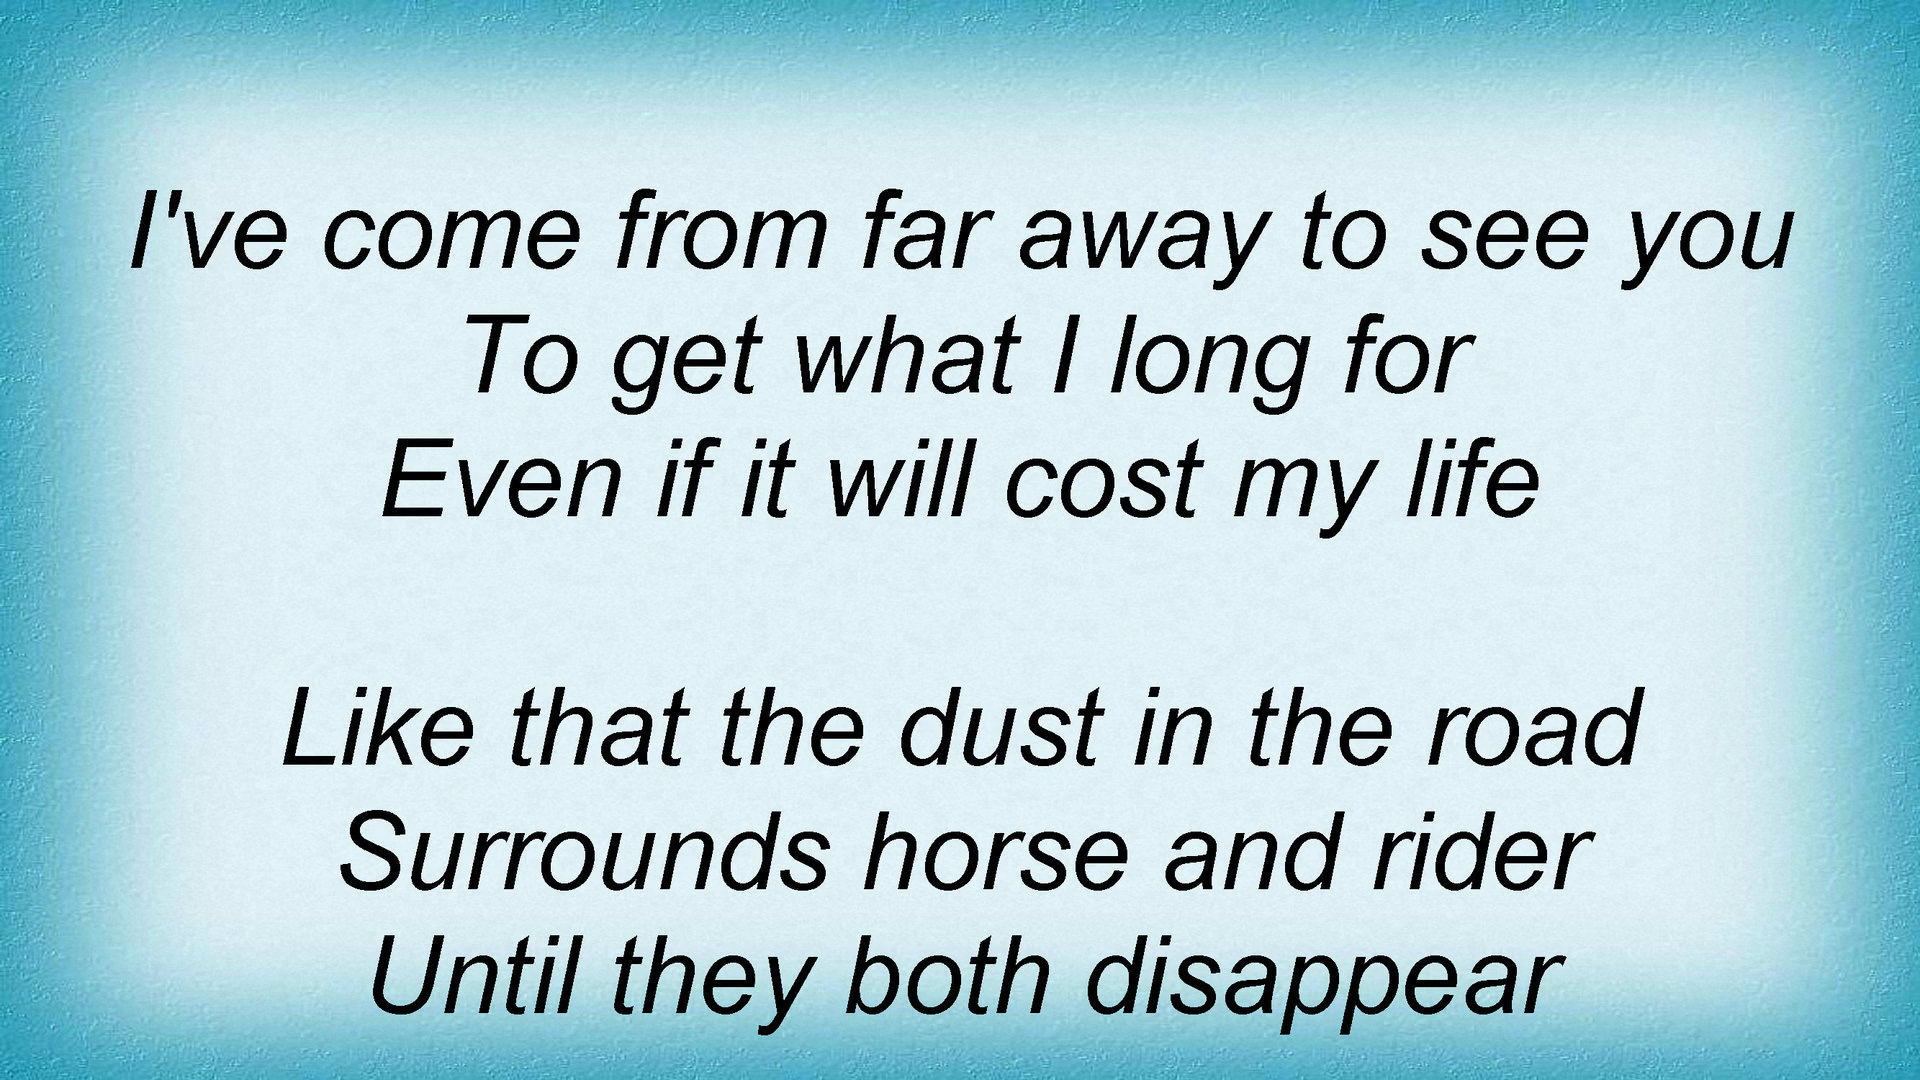 I've come from far away to see you
To get what I long for
Even if it will cost my life
Like that the dust in the road
Surrounds horse and rider
Until they both disappear